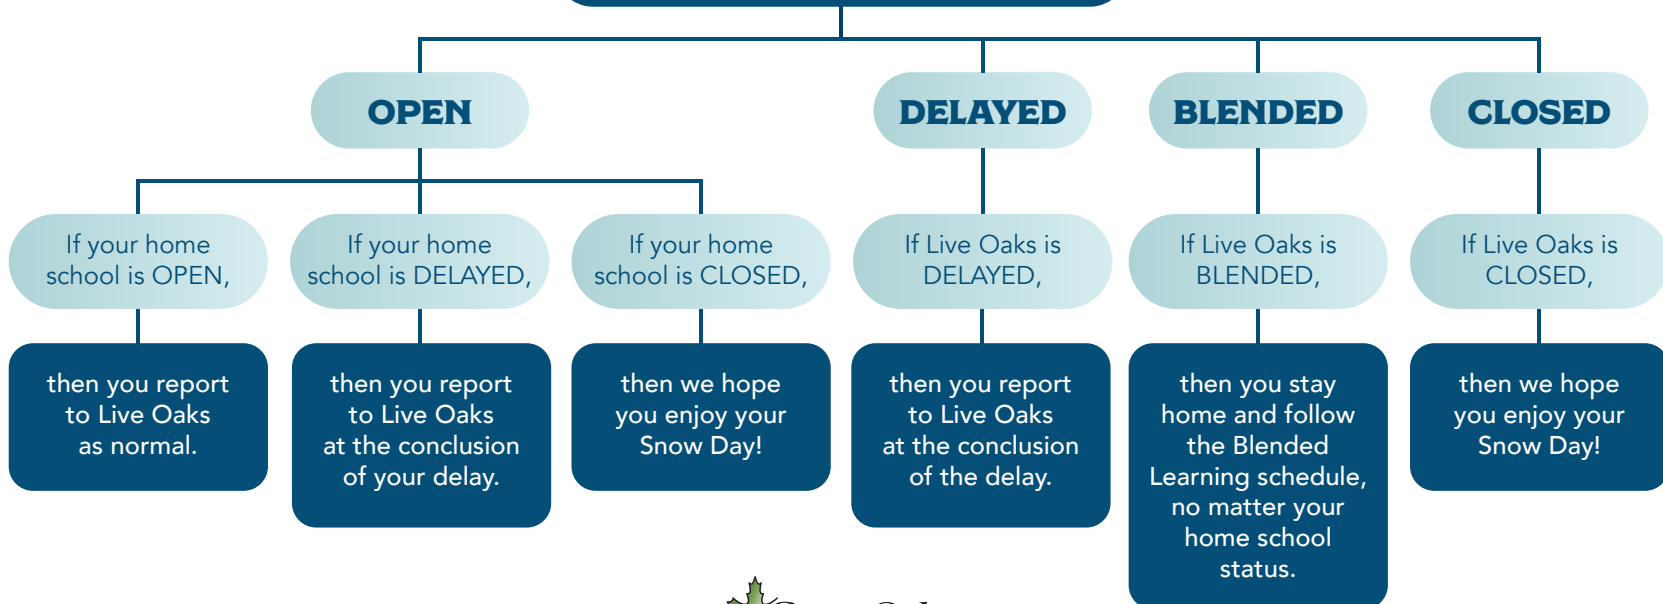 OPEN
DELAYED
BLENDED
CLOSED
If your home
school is OPEN,
If your home
school is DELAYED,
If your home
school is CLOSED,
If Live Oaks is
DELAYED,
If Live Oaks is
BLENDED,
If Live Oaks is
CLOSED,
then you report
to Live Oaks
as normal.
then you report
to Live Oaks
at the conclusion
of your delay.
then we hope
you enjoy your
Snow Day!
then you report
to Live Oaks
at the conclusion
of the delay.
then you stay
home and follow
the Blended
Learning schedule,
no matter your
home school
status.
then we hope
you enjoy your
Snow Day!